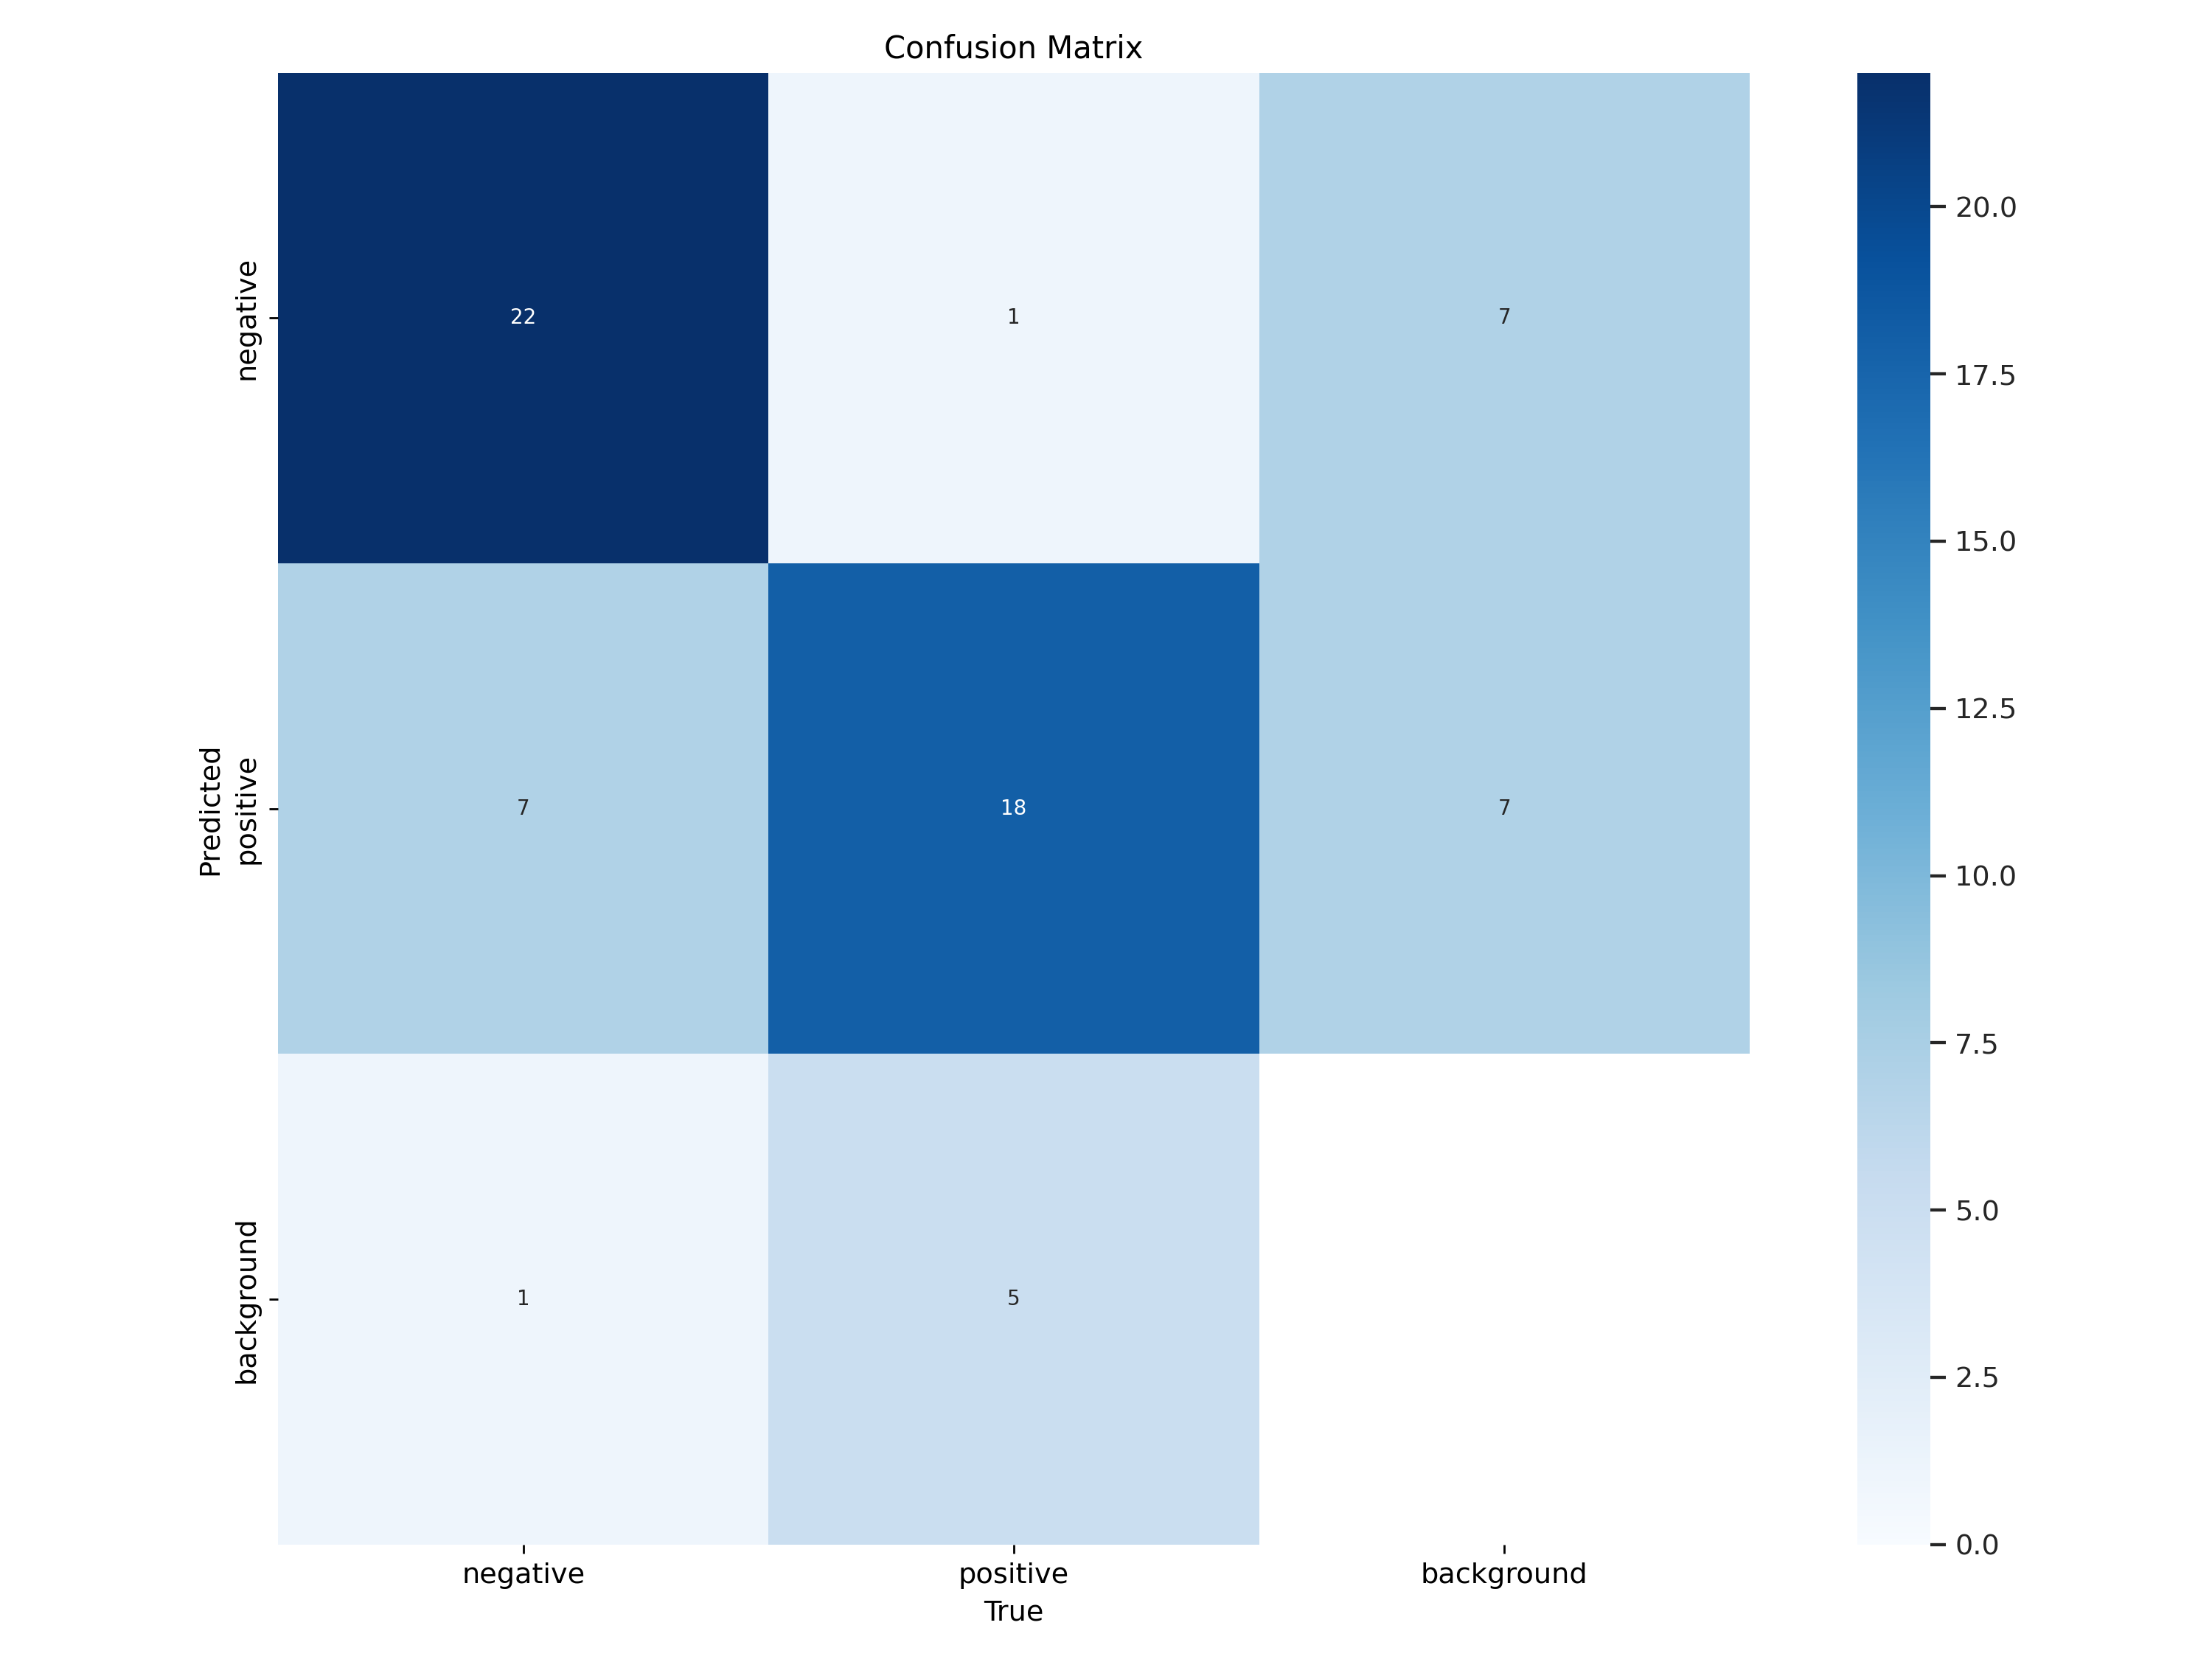 Confusion Matrix
negative
22
1
7
Predicted
positive
7
18
7
background
1
5
negative
positive
background
True
20.0
17.5
15.0
12.5
10.0
7.5
5.0
2.5
0.0